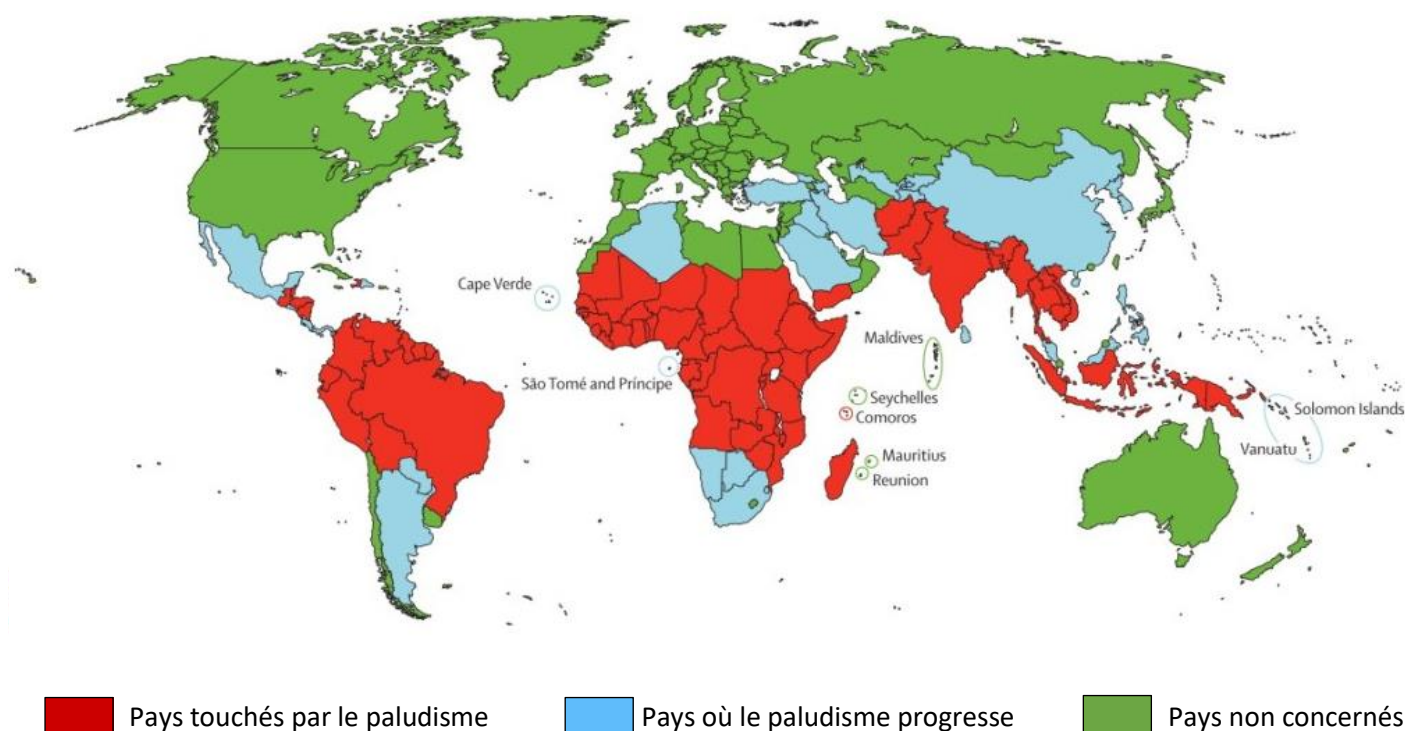 Cape Verde
São Tomé and Príncipe
Maldives
Seychelles
Comoros
Mauritius
Reunion
Solomon Islands
Vanuatu
Pays touchés par le paludisme
Pays où le paludisme progresse
Pays non concernés